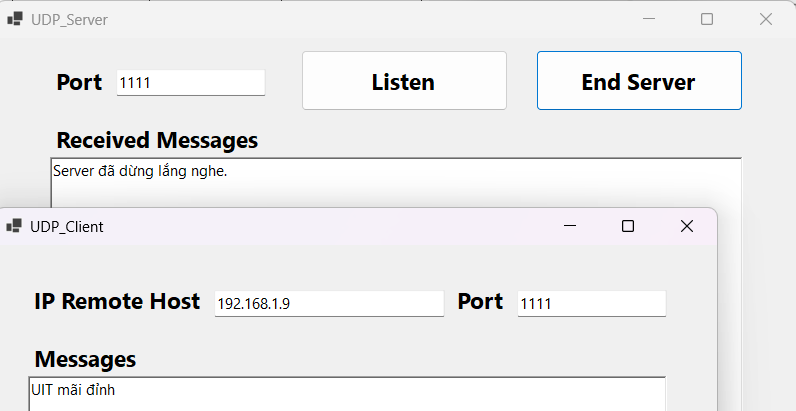 UDP_Server
Port 1111 Listen End Server
Received Messages
Server đã dừng lắng nghe.
UDP_Client
IP Remote Host 192.168.1.9 Port 1111
Messages
UIT mãi đỉnh